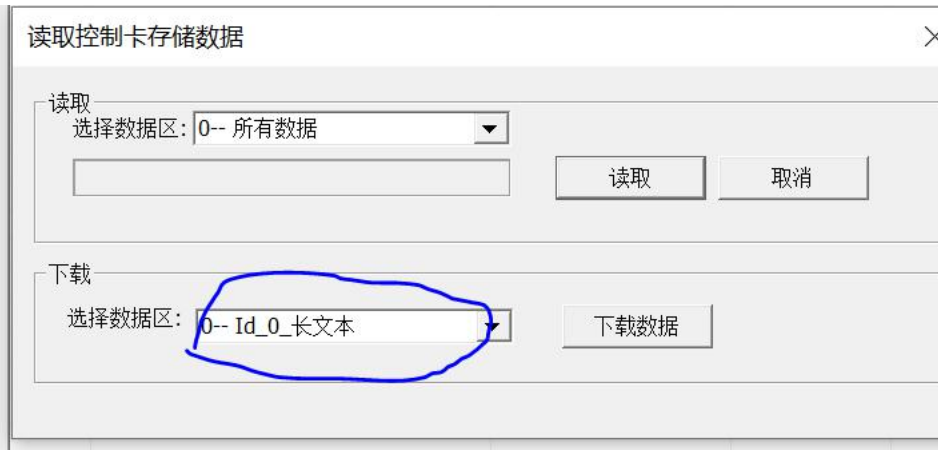 读取控制卡存储数据
读取
选择数据区: 0-- 所有数据
读取 取消
下载
选择数据区: 0-- Id_0_长文本
下载数据